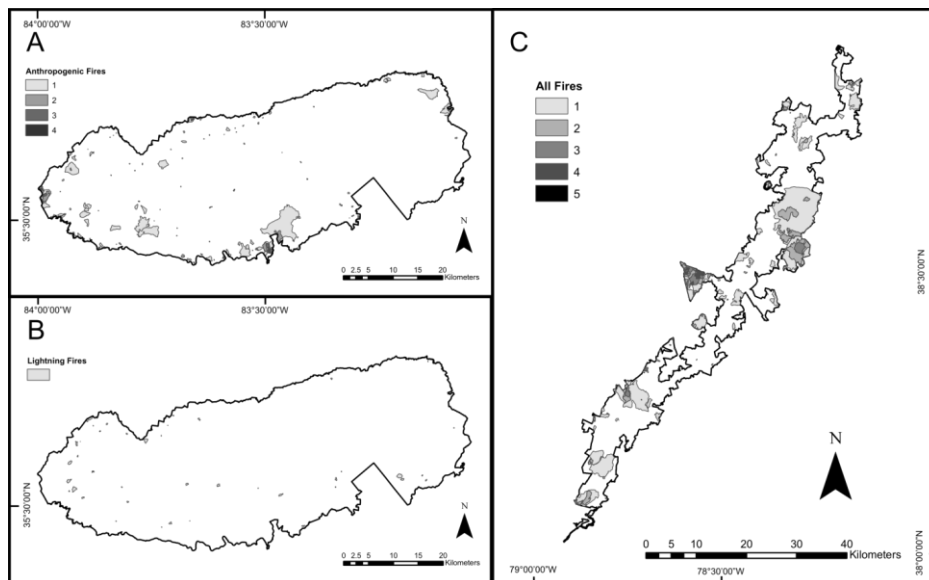 84°00'00"W
83°30'00"W
A
Anthropogenic Fires
1
2
3
4
35°30'00"N
N
0 2.5 5 10 15 20
Kilometers
84°00'00"W
83°30'00"W
B
Lightning Fires
35°30'00"N
N
0 2.5 5 10 15 20
Kilometers
C
All Fires
1
2
3
4
5
38°30'00"N
N
0 5 10 20 30 40
Kilometers
79°00'00"W
78°30'00"W
38°00'00"N